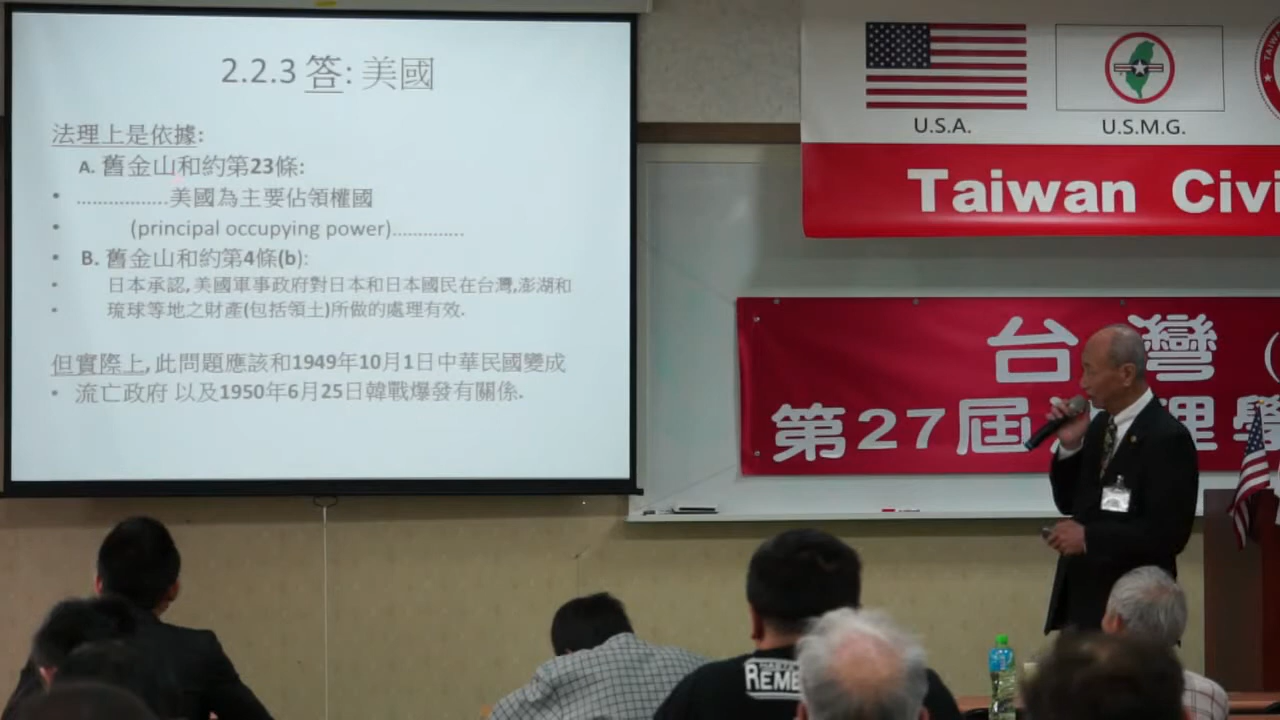 2.2.3 答: 美國
法理上是依據:
A. 舊金山和約第23條:
• ..................美國為主要佔領權國
• (principal occupying power).............
• B. 舊金山和約第4條(b):
• 日本承認, 美國軍事政府對日本和日本國民在台灣,澎湖和
• 琉球等地之財產(包括領土)所做的處理有效.
但實際上, 此問題應該和1949年10月1日中華民國變成
• 流亡政府 以及1950年6月25日韓戰爆發有關係.
U.S.A.
U.S.M.G.
Taiwan Civi
台灣(
第27屆 理學
REME